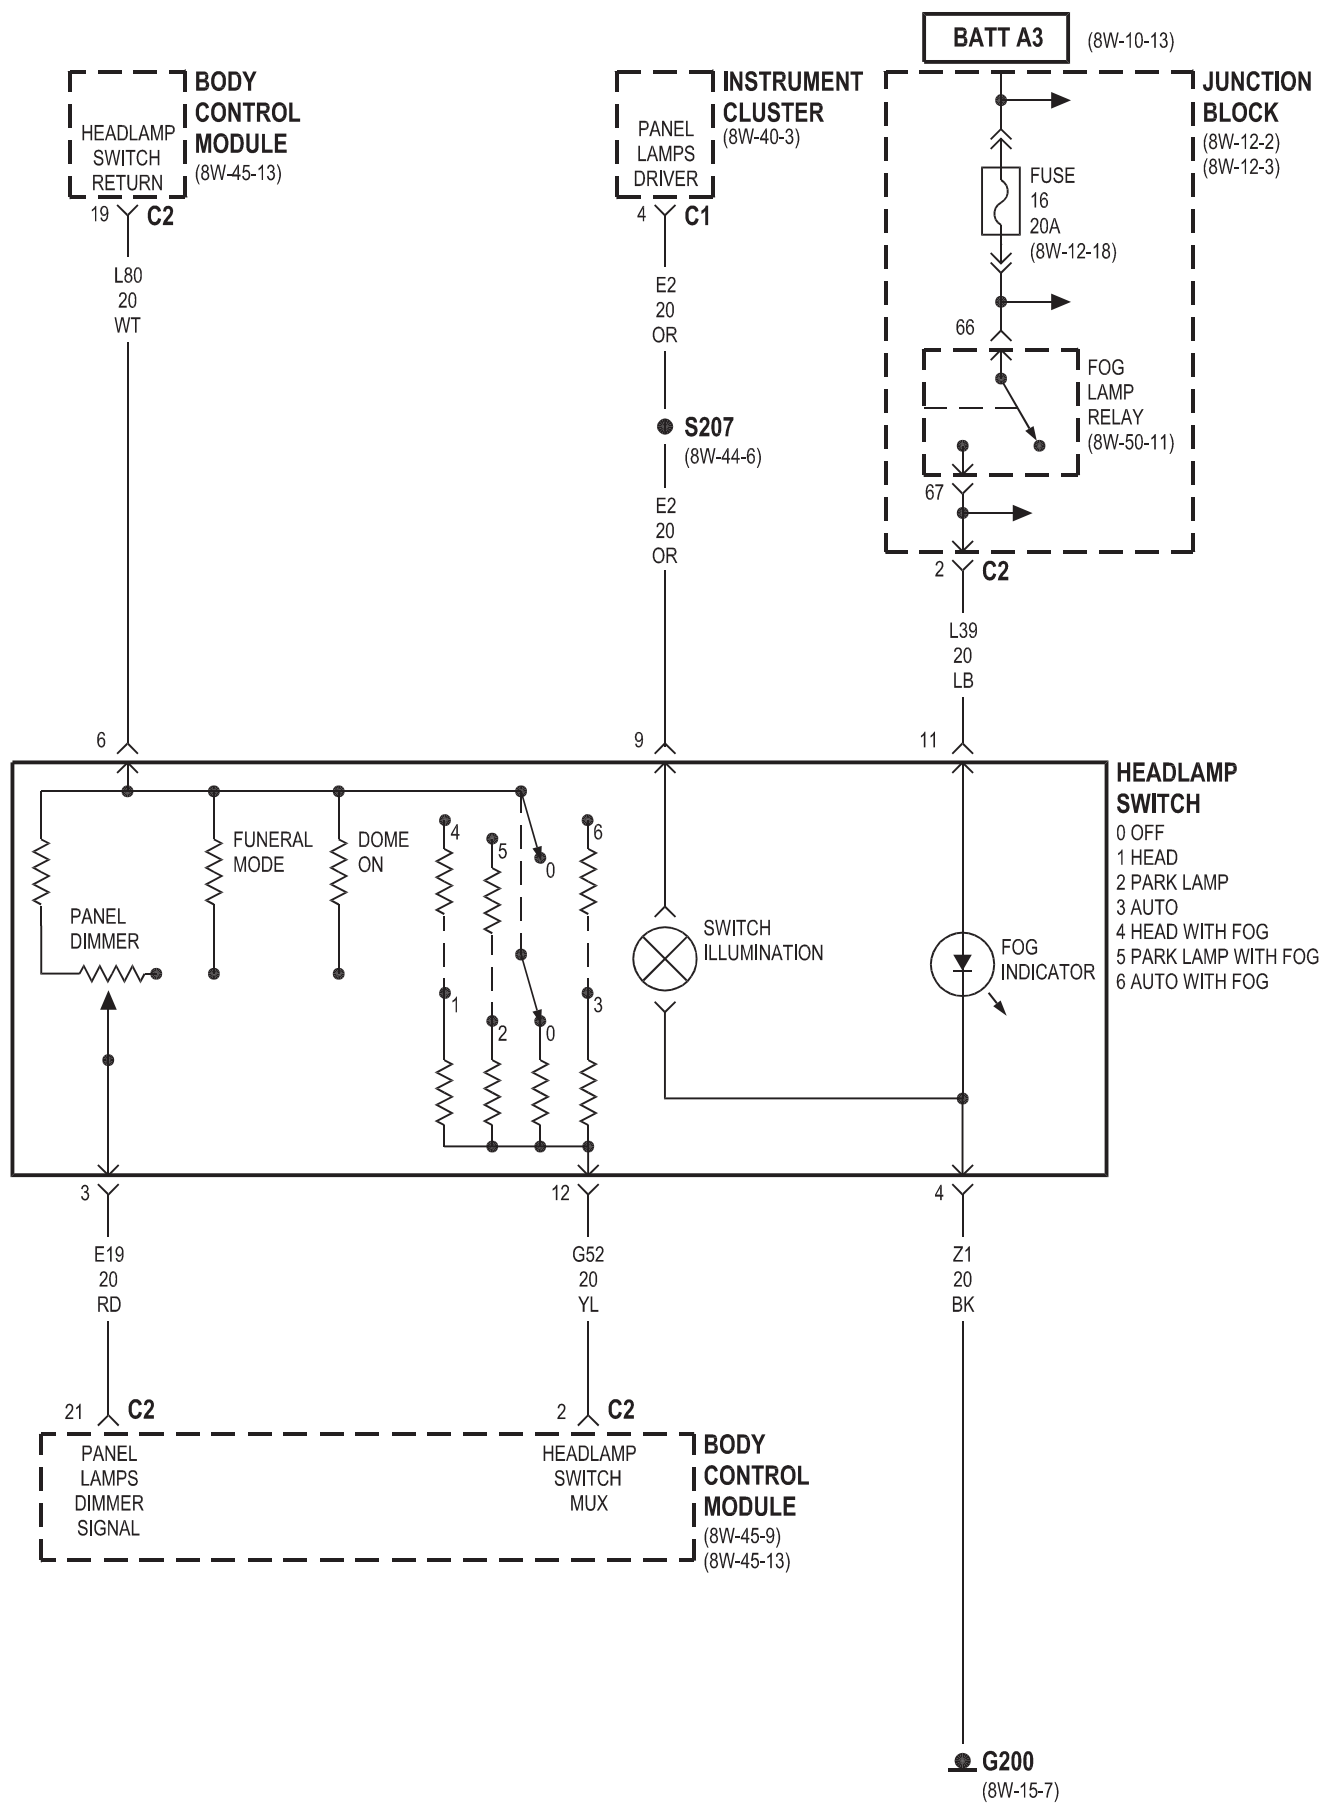 BATT A3
(8W-10-13)
BODY
CONTROL
MODULE
(8W-45-13)
HEADLAMP
SWITCH
RETURN
19
C2
L80
20
WT
INSTRUMENT
CLUSTER
(8W-40-3)
PANEL
LAMPS
DRIVER
4
C1
E2
20
OR
S207
(8W-44-6)
E2
20
OR
JUNCTION
BLOCK
(8W-12-2)
(8W-12-3)
FUSE
16
20A
(8W-12-18)
66
FOG
LAMP
RELAY
(8W-50-11)
67
2
C2
L39
20
LB
6
9
11
HEADLAMP
SWITCH
0 OFF
1 HEAD
2 PARK LAMP
3 AUTO
4 HEAD WITH FOG
5 PARK LAMP WITH FOG
6 AUTO WITH FOG
FUNERAL
MODE
DOME
ON
PANEL
DIMMER
4
5
0
6
1
2
0
3
SWITCH
ILLUMINATION
FOG
INDICATOR
3
12
4
E19
20
RD
G52
20
YL
Z1
20
BK
21
C2
2
C2
PANEL
LAMPS
DIMMER
SIGNAL
HEADLAMP
SWITCH
MUX
BODY
CONTROL
MODULE
(8W-45-9)
(8W-45-13)
G200
(8W-15-7)